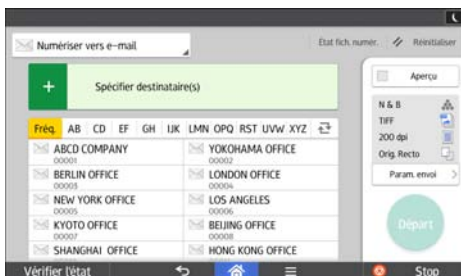 Numériser vers e-mail
Etat fich. numér.
Réinitialiser
+ Spécifier destinataire(s)
Aperçu
Fréq. AB CD EF GH IJK LMN OPQ RST UVW XYZ
ABCD COMPANY
00001
YOKOHAMA OFFICE
00002
BERLIN OFFICE
00003
LONDON OFFICE
00004
NEW YORK OFFICE
00005
LOS ANGELES
00006
KYOTO OFFICE
00007
BEIJING OFFICE
00008
SHANGHAI OFFICE
HONG KONG OFFICE
N & B
TIFF
200 dpi
Orig. Recto
Param. envoi
Départ
Vérifier l'état
Stop